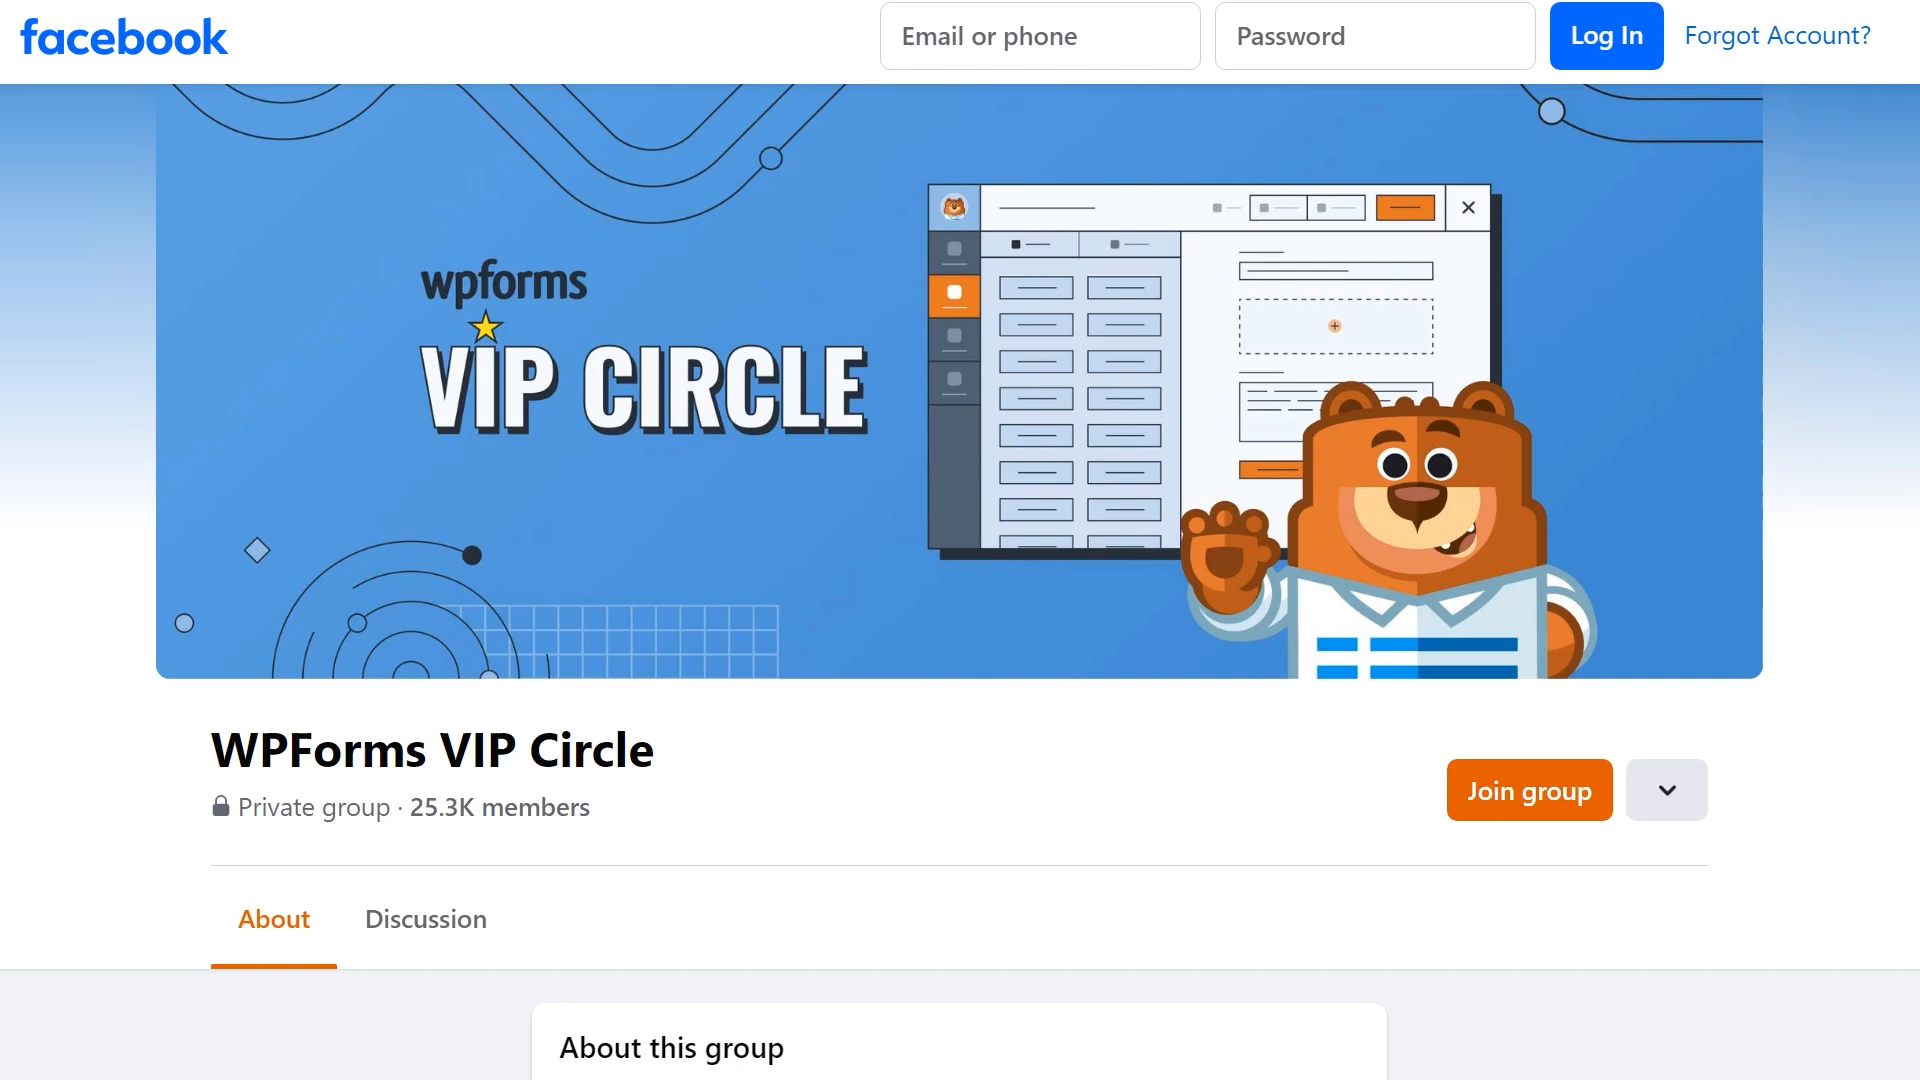 facebook
Email or phone
Password
Log In
Forgot Account?
wpforms
VIP CIRCLE
WPForms VIP Circle
Private group · 25.3K members
Join group
About
Discussion
About this group